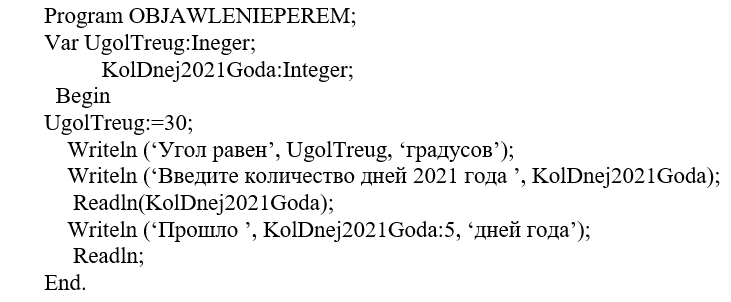 Program OBJAWLENIEPEREM;
Var UgolTreug:Ineger;
KolDnej2021Goda:Integer;
Begin
UgolTreug:=30;
Writeln (‘Угол равен’, UgolTreug, ‘градусов’);
Writeln (‘Введите количество дней 2021 года ’, KolDnej2021Goda);
Readln(KolDnej2021Goda);
Writeln (‘Прошло ’, KolDnej2021Goda:5, ‘дней года’);
Readln;
End.